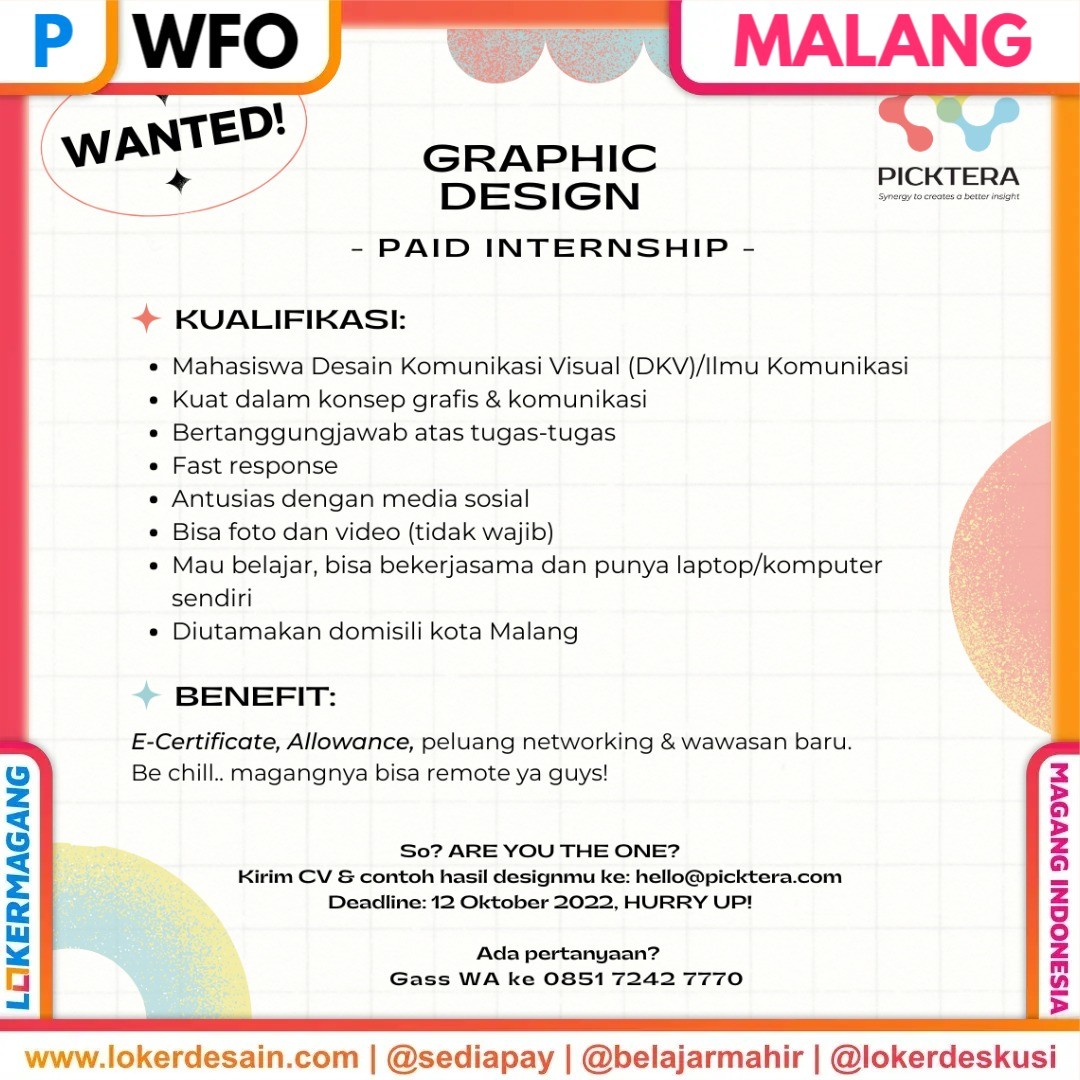 P
WFO
MALANG
WANTED!
PICKTERA
Synergy to creates a better insight
GRAPHIC
DESIGN
- PAID INTERNSHIP -
KUALIFIKASI:
• Mahasiswa Desain Komunikasi Visual (DKV)/Ilmu Komunikasi
• Kuat dalam konsep grafis & komunikasi
• Bertanggungjawab atas tugas-tugas
• Fast response
• Antusias dengan media sosial
• Bisa foto dan video (tidak wajib)
• Mau belajar, bisa bekerjasama dan punya laptop/komputer
sendiri
• Diutamakan domisili kota Malang
BENEFIT:
E-Certificate, Allowance, peluang networking & wawasan baru.
Be chill.. magangnya bisa remote ya guys!
LOKERMAGANG
MAGANG INDONESIA
So? ARE YOU THE ONE?
Kirim CV & contoh hasil designmu ke: hello@picktera.com
Deadline: 12 Oktober 2022, HURRY UP!
Ada pertanyaan?
Gass WA ke 0851 7242 7770
www.lokerdesain.com | @sediapay | @belajarmahir | @lokerdeskusi